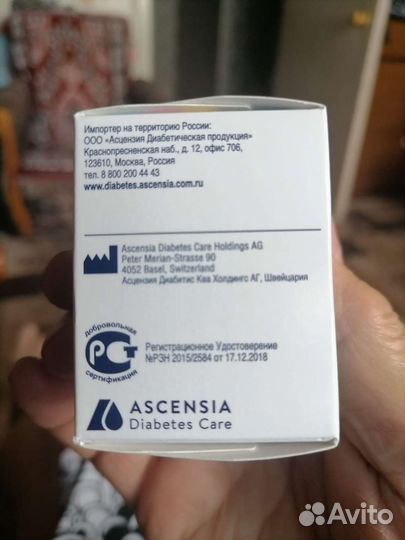 Импортер на территорию России:
ООО «Асцензия Диабетическая продукция»
Краснопресненская наб., д. 12, офис 706,
123610, Москва, Россия
тел. 8 800 200 44 43
www.diabetes.ascensia.com.ru
Ascensia Diabetes Care Holdings AG
Peter Merian-Strasse 90
4052 Basel, Switzerland
Асцензия Диабитис Кеа Холдингс АГ, Швейцария
добровольная
РСТ
сертификация
Регистрационное Удостоверение
№РЗН 2015/2584 от 17.12.2018
ASCENSIA
Diabetes Care
Avito